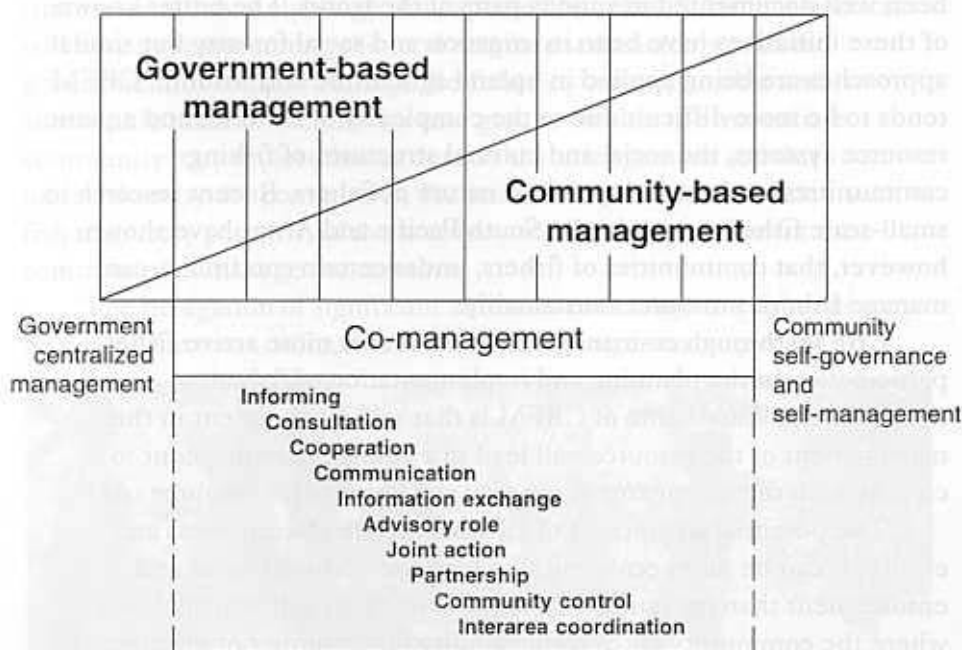 Government-based
management
Community-based
management
Government
centralized
management
Co-management
Community
self-governance
and
self-management
Informing
Consultation
Cooperation
Communication
Information exchange
Advisory role
Joint action
Partnership
Community control
Interarea coordination